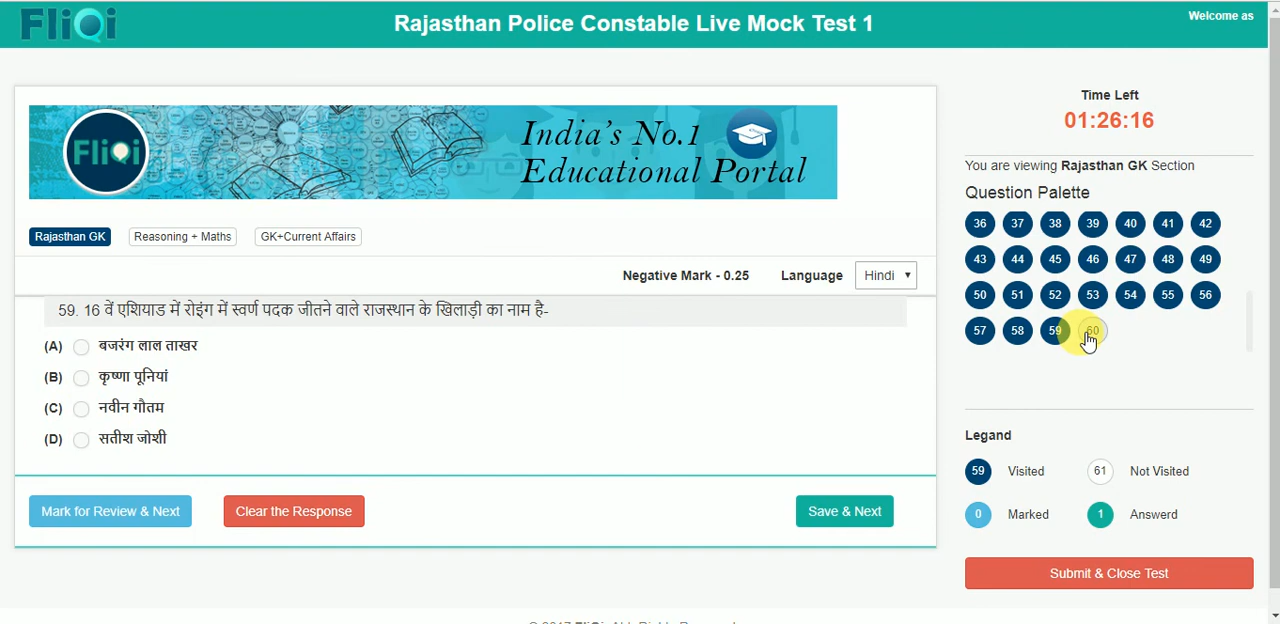 FliQi
Rajasthan Police Constable Live Mock Test 1
Welcome as
FliQi
India's No.1
Educational Portal
Time Left
01:26:16
You are viewing Rajasthan GK Section
Question Palette
36 37 38 39 40 41 42
43 44 45 46 47 48 49
50 51 52 53 54 55 56
57 58 59 60
Rajasthan GK Reasoning + Maths GK+Current Affairs
Negative Mark - 0.25 Language Hindi
59. 16 वें एशियाड में रोइंग में स्वर्ण पदक जीतने वाले राजस्थान के खिलाड़ी का नाम है-
(A) बजरंग लाल ताखर
(B) कृष्णा पूनियां
(C) नवीन गौतम
(D) सतीश जोशी
Mark for Review & Next Clear the Response Save & Next
Legand
59 Visited 61 Not Visited
0 Marked 1 Answerd
Submit & Close Test